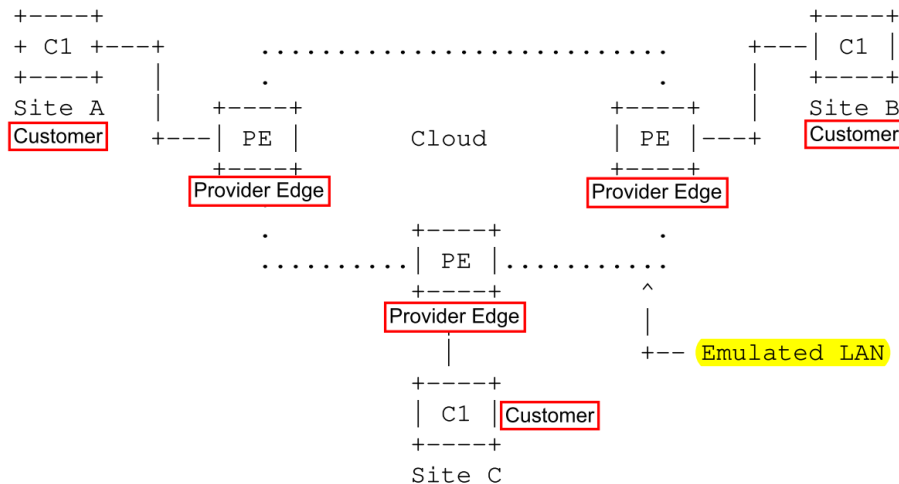 C1
C1
Site A
Site B
Customer
Customer
PE
Cloud
PE
Provider Edge
Provider Edge
PE
Provider Edge
Emulated LAN
C1
Customer
Site C